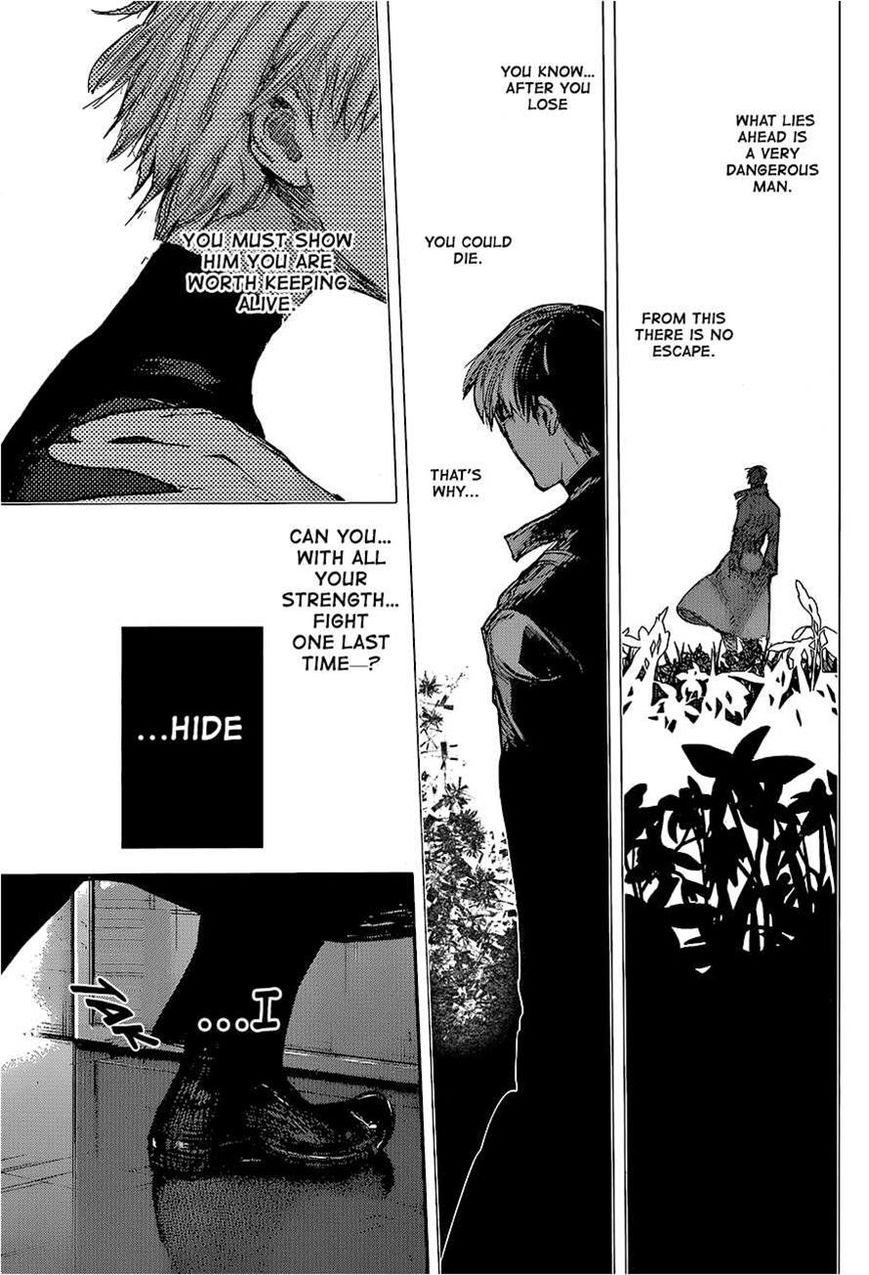 WHAT LIES
AHEAD IS
A VERY
DANGEROUS
MAN.
FROM THIS
THERE IS NO
ESCAPE.
YOU KNOW...
AFTER YOU
LOSE
YOU COULD
DIE.
THAT'S
WHY...
YOU MUST SHOW
HIM YOU ARE
WORTH KEEPING
ALIVE.
CAN YOU...
WITH ALL
YOUR
STRENGTH...
FIGHT
ONE LAST
TIME—?
...HIDE
...I
TAK